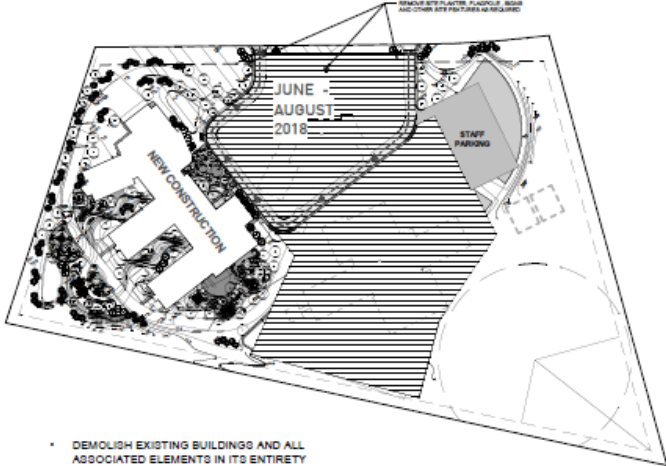 REMOVE SITE PLANTER, FLAGPOLE, SIGNS
AND OTHER SITE FEATURES AS REQUIRED
JUNE -
AUGUST
2018
STAFF
PARKING
NEW CONSTRUCTION
• DEMOLISH EXISTING BUILDINGS AND ALL
ASSOCIATED ELEMENTS IN ITS ENTIRETY